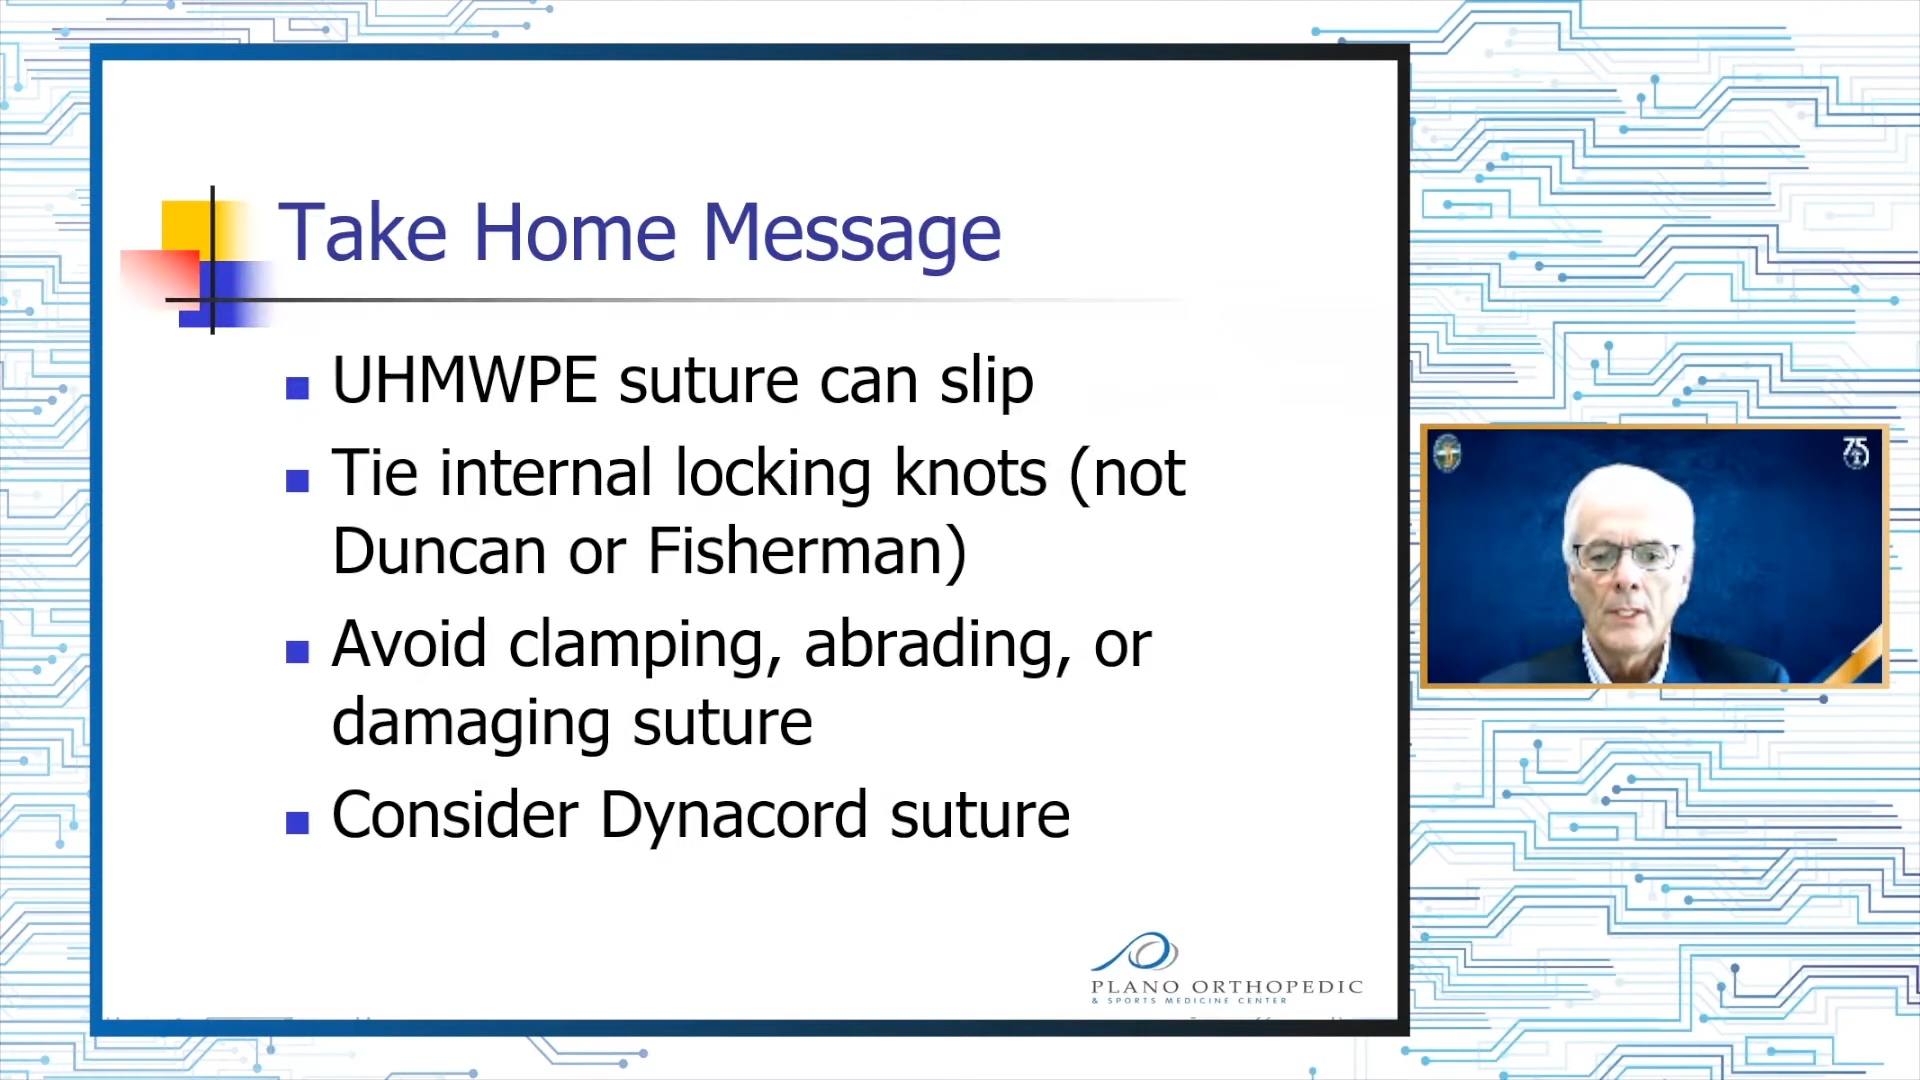 Take Home Message
UHMWPE suture can slip
Tie internal locking knots (not
Duncan or Fisherman)
Avoid clamping, abrading, or
damaging suture
Consider Dynacord suture
PLANO ORTHOPEDIC
& SPORTS MEDICINE CENTER
75